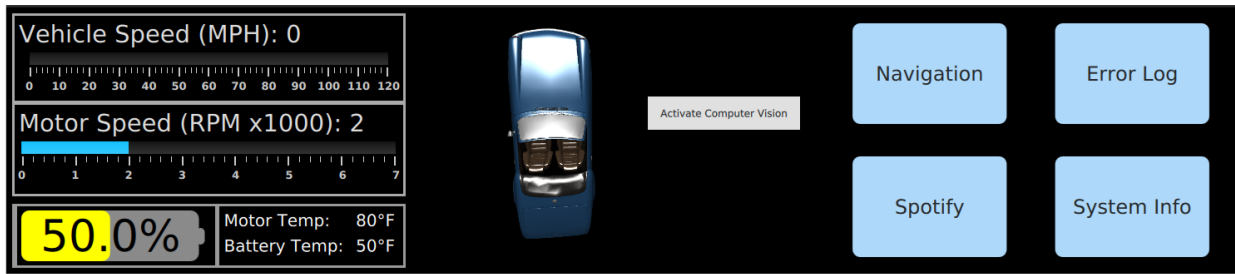 Vehicle Speed (MPH): 0
0 10 20 30 40 50 60 70 80 90 100 110 120
Motor Speed (RPM x1000): 2
0 1 2 3 4 5 6 7
50.0%
Motor Temp: 80°F
Battery Temp: 50°F
Activate Computer Vision
Navigation
Error Log
Spotify
System Info